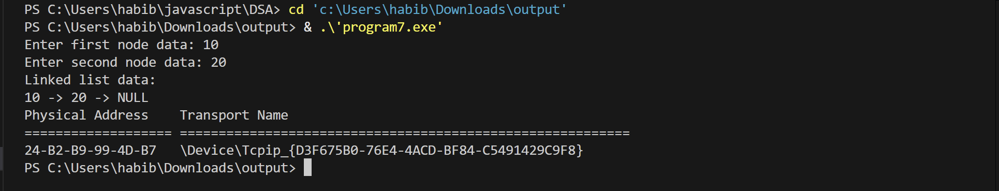 PS C:\Users\habib\javascript\DSA> cd 'c:\Users\habib\Downloads\output'
PS C:\Users\habib\Downloads\output> & .\'program7.exe'
Enter first node data: 10
Enter second node data: 20
Linked list data:
10 -> 20 -> NULL
Physical Address    Transport Name
=================== ==========================================================
24-B2-B9-99-4D-B7   \Device\Tcpip_{D3F675B0-76E4-4ACD-BF84-C5491429C9F8}
PS C:\Users\habib\Downloads\output>